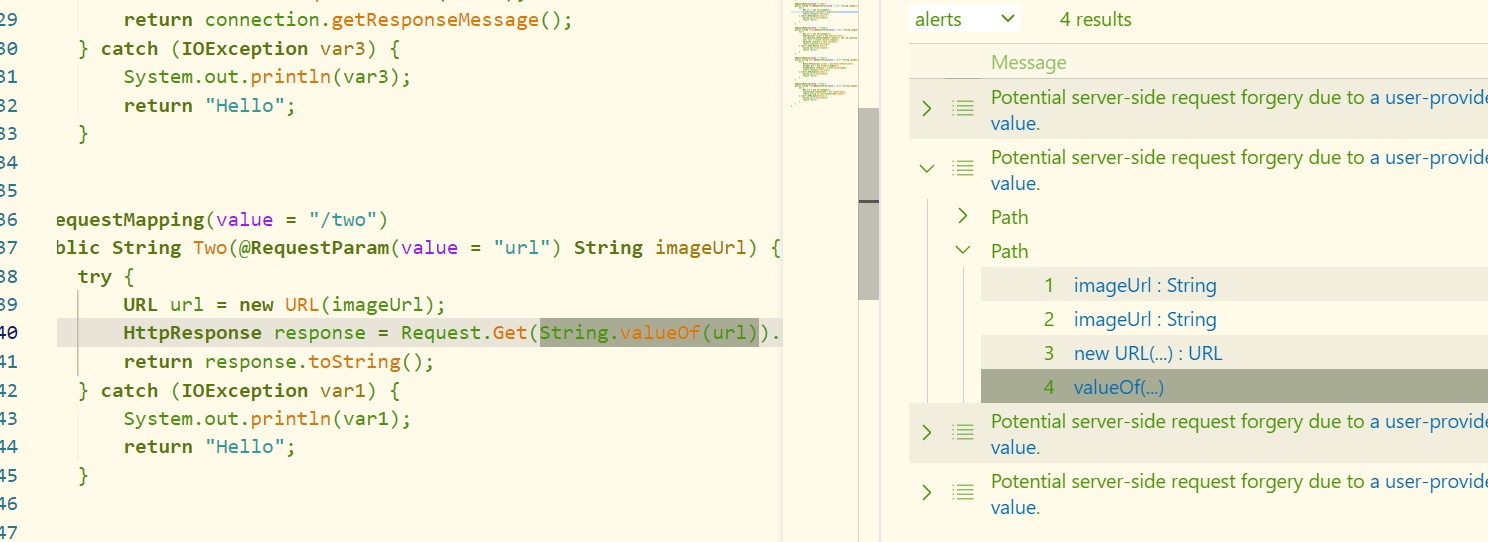 29 return connection.getResponseMessage();
30 } catch (IOException var3) {
31 System.out.println(var3);
32 return "Hello";
33 }
34
35
36 equestMapping(value = "/two")
37 blic String Two(@RequestParam(value = "url") String imageUrl) {
38 try {
39 URL url = new URL(imageUrl);
40 HttpResponse response = Request.Get(String.valueOf(url)).
41 return response.toString();
42 } catch (IOException var1) {
43 System.out.println(var1);
44 return "Hello";
45 }
46
47
alerts 4 results
Message
Potential server-side request forgery due to a user-provide
value.
Potential server-side request forgery due to a user-provide
value.
Path
Path
1 imageUrl : String
2 imageUrl : String
3 new URL(...) : URL
4 valueOf(...)
Potential server-side request forgery due to a user-provide
value.
Potential server-side request forgery due to a user-provide
value.